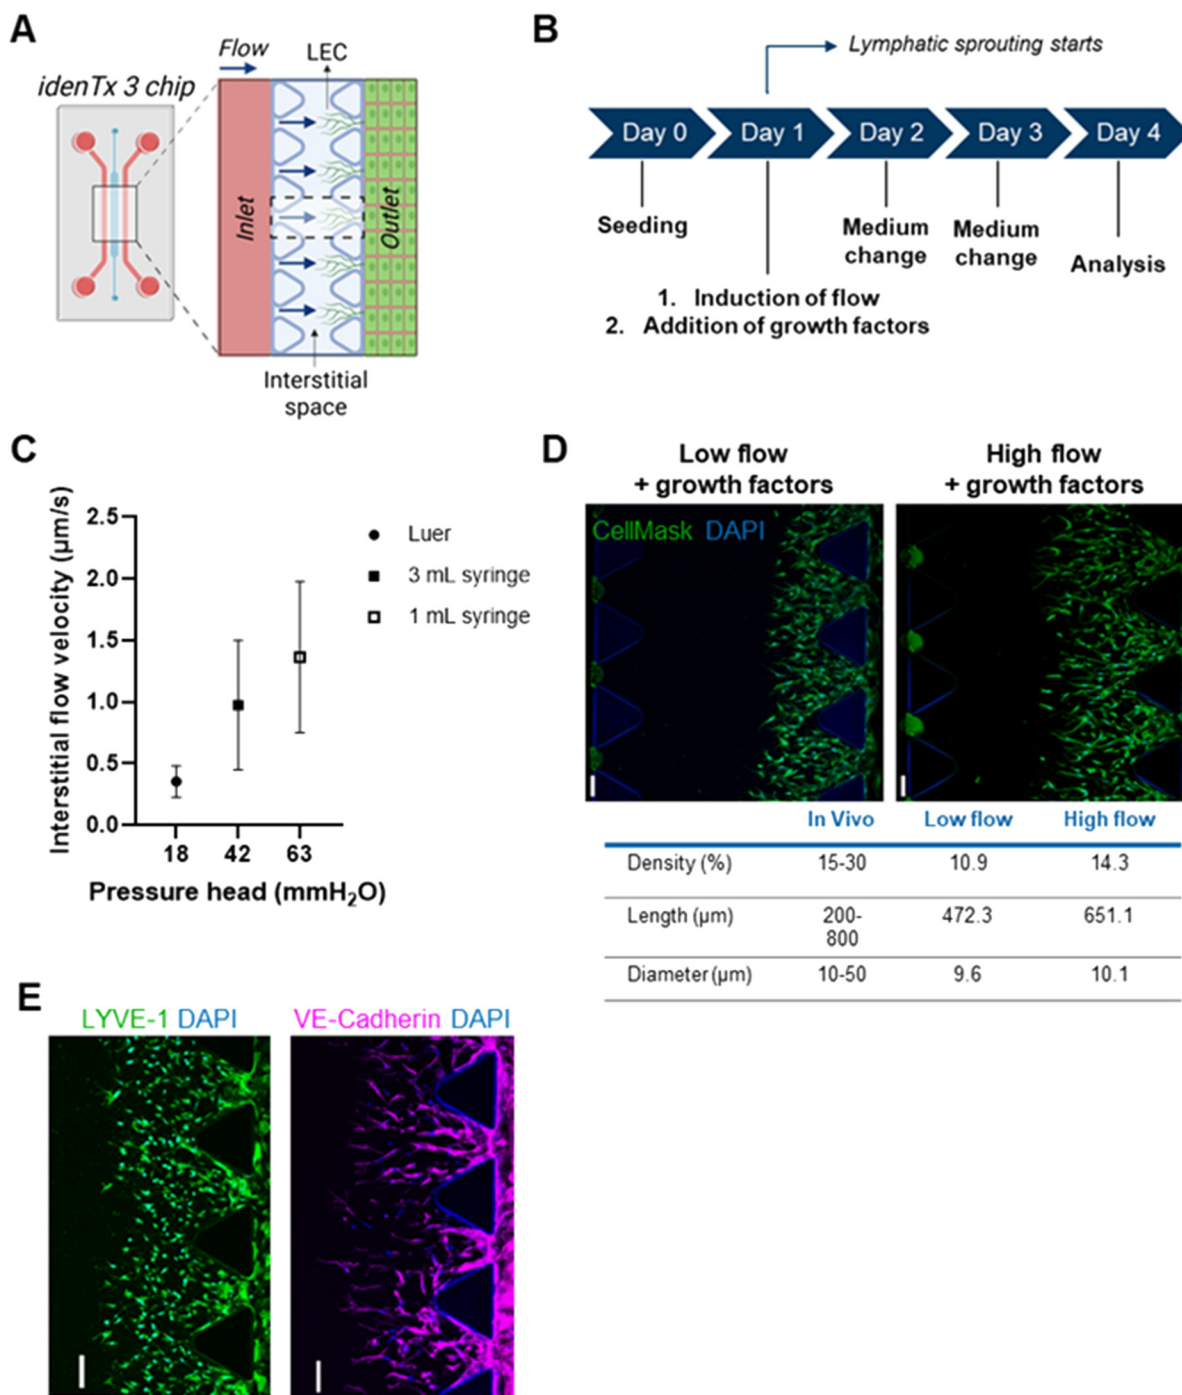 A
Flow
LEC
idenTx 3 chip
Inlet
Outlet
Interstitial
space
B
Lymphatic sprouting starts
Day 0
Day 1
Day 2
Day 3
Day 4
Seeding
Medium
change
Medium
change
Analysis
1. Induction of flow
2. Addition of growth factors
C
Interstitial flow velocity (µm/s)
2.5
2.0
1.5
1.0
0.5
0.0
18 42 63
Pressure head (mmH₂O)
Luer
3 mL syringe
1 mL syringe
D
Low flow
+ growth factors
High flow
+ growth factors
CellMask DAPI
In Vivo Low flow High flow
Density (%) 15-30 10.9 14.3
Length (µm) 200-
800 472.3 651.1
Diameter (µm) 10-50 9.6 10.1
E
LYVE-1 DAPI
VE-Cadherin DAPI